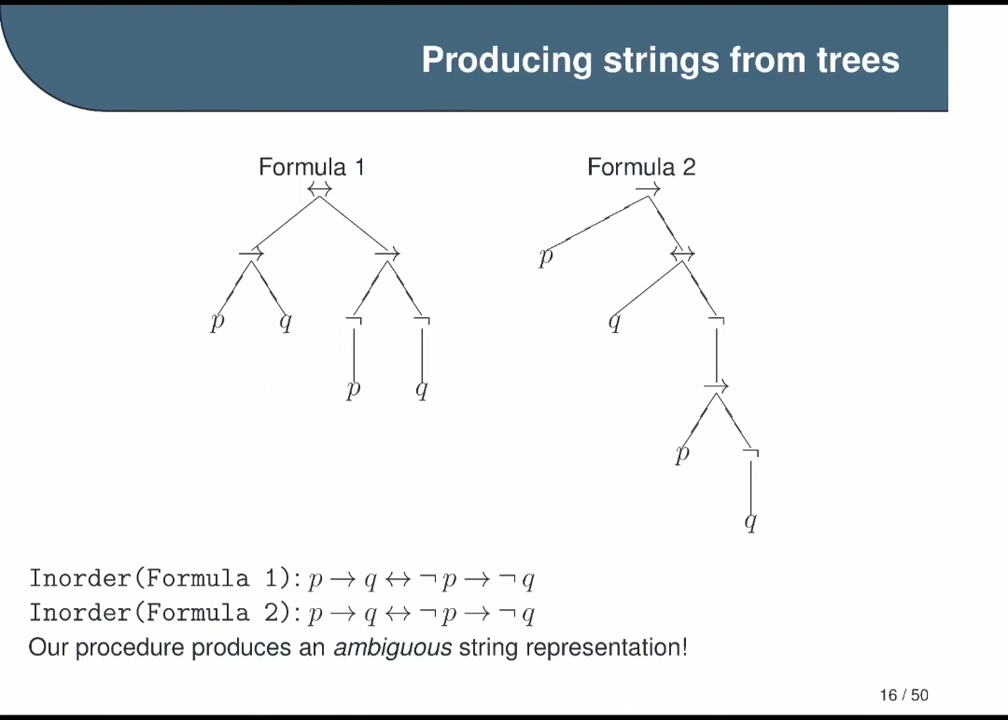 Producing strings from trees
Formula 1
↔
→ →
p q ¬ ¬
p q
Formula 2
→
p ↔
q ¬
→
p ¬
q
Inorder(Formula 1): p → q ↔ ¬ p → ¬ q
Inorder(Formula 2): p → q ↔ ¬ p → ¬ q
Our procedure produces an ambiguous string representation!
16 / 50